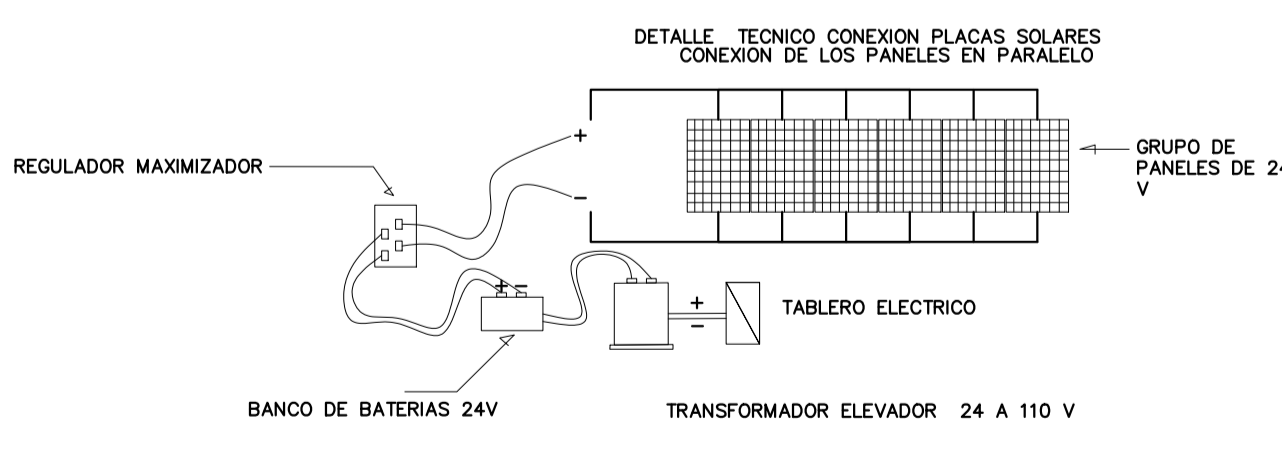 DETALLE TECNICO CONEXION PLACAS SOLARES
CONEXION DE LOS PANELES EN PARALELO
+
GRUPO DE
PANELES DE 24
V
REGULADOR MAXIMIZADOR
-
+ -
+
-
TABLERO ELECTRICO
BANCO DE BATERIAS 24V
TRANSFORMADOR ELEVADOR 24 A 110 V